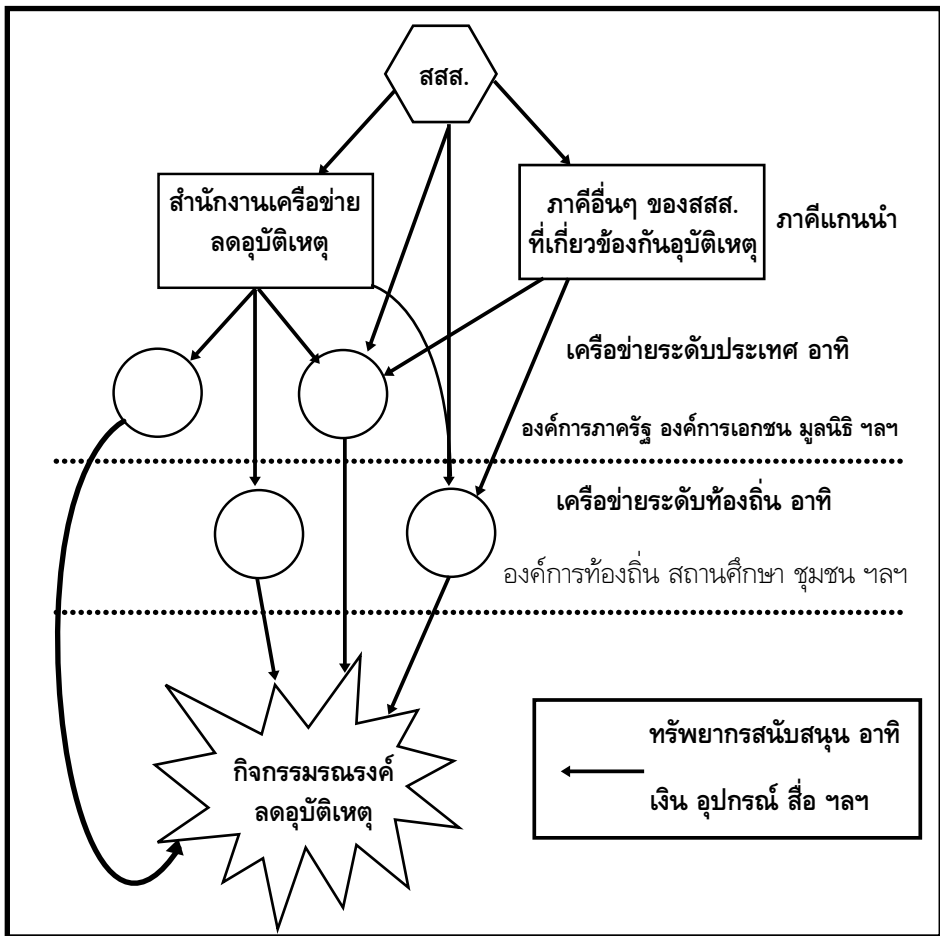 สสส.
สำนักงานเครือข่าย
ลดอุบัติเหตุ
ภาคีอื่นๆ ของสสส.
ที่เกี่ยวข้องกันอุบัติเหตุ
ภาคีแกนนำ
เครือข่ายระดับประเทศ อาทิ
องค์การภาครัฐ องค์การเอกชน มูลนิธิ ฯลฯ
เครือข่ายระดับท้องถิ่น อาทิ
องค์การท้องถิ่น สถานศึกษา ชุมชน ฯลฯ
กิจกรรมรณรงค์
ลดอุบัติเหตุ
ทรัพยากรสนับสนุน อาทิ
เงิน อุปกรณ์ สื่อ ฯลฯ